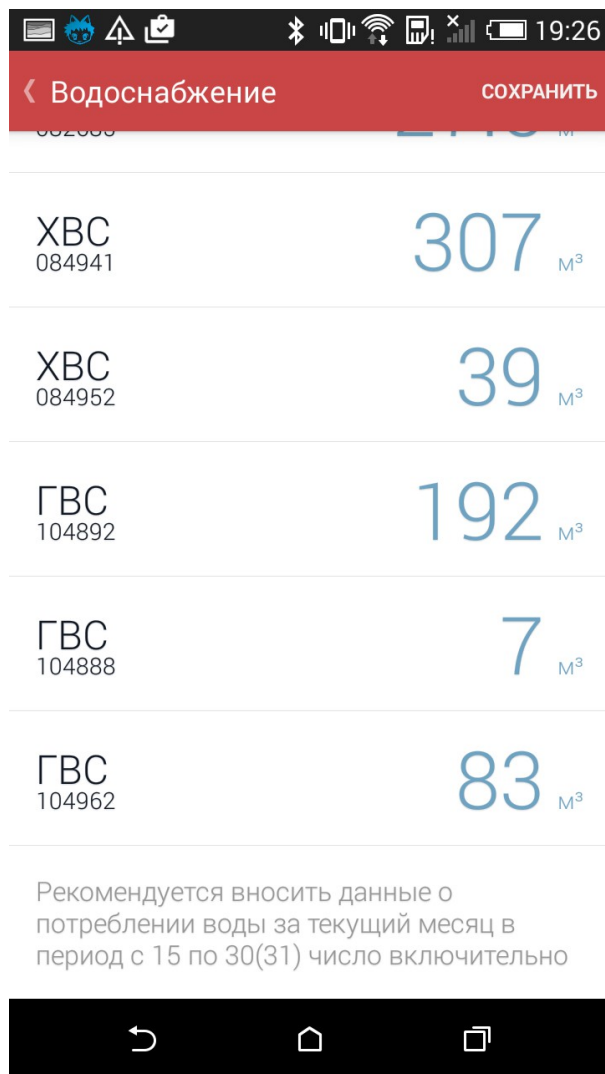 19:26
Водоснабжение
СОХРАНИТЬ
м³
ХВС
307 м³
084941
ХВС
39 м³
084952
ГВС
192 м³
104892
ГВС
7 м³
104888
ГВС
83 м³
104962
Рекомендуется вносить данные о
потреблении воды за текущий месяц в
период с 15 по 30(31) число включительно